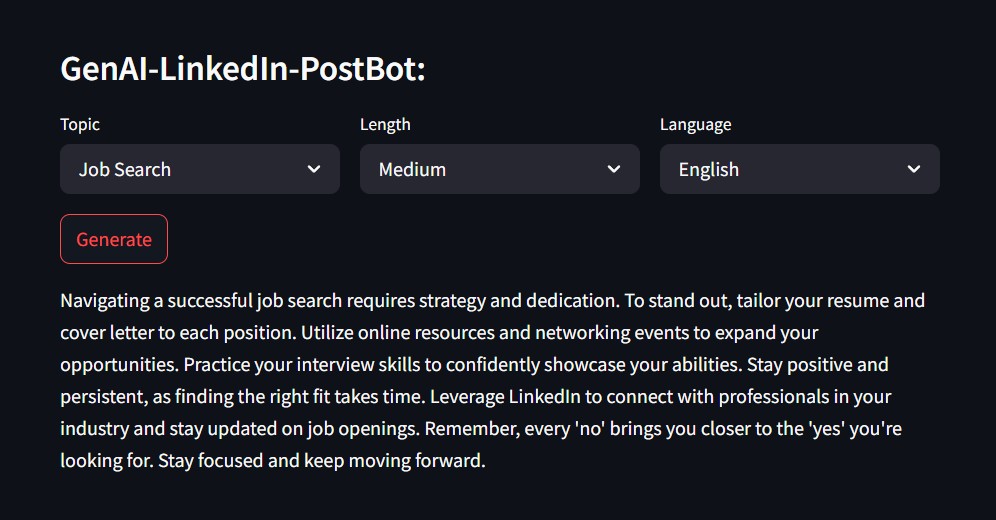 GenAI-LinkedIn-PostBot:
Topic
Length
Language
Job Search
Medium
English
Generate
Navigating a successful job search requires strategy and dedication. To stand out, tailor your resume and
cover letter to each position. Utilize online resources and networking events to expand your
opportunities. Practice your interview skills to confidently showcase your abilities. Stay positive and
persistent, as finding the right fit takes time. Leverage LinkedIn to connect with professionals in your
industry and stay updated on job openings. Remember, every 'no' brings you closer to the 'yes' you're
looking for. Stay focused and keep moving forward.